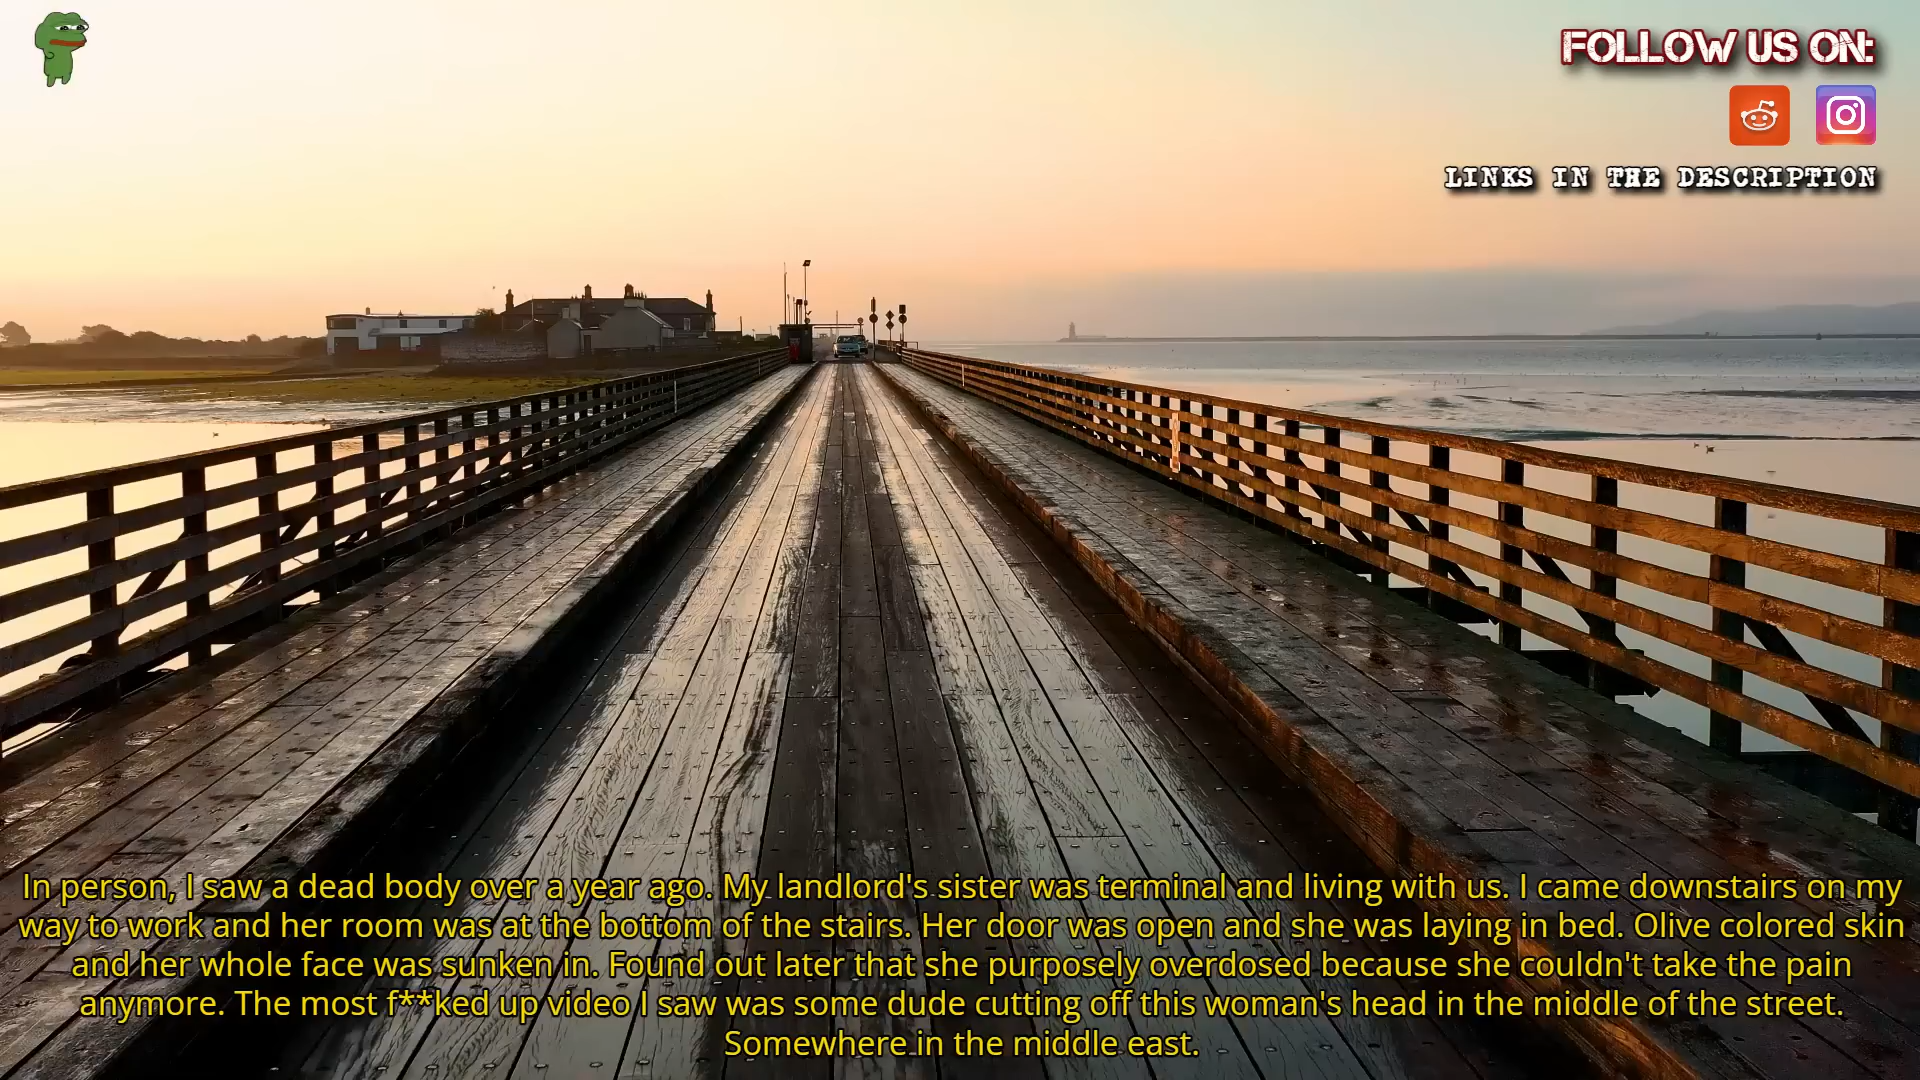 FOLLOW US ON:
LINKS IN THE DESCRIPTION
In person, I saw a dead body over a year ago. My landlord's sister was terminal and living with us. I came downstairs on my
way to work and her room was at the bottom of the stairs. Her door was open and she was laying in bed. Olive colored skin
and her whole face was sunken in. Found out later that she purposely overdosed because she couldn't take the pain
anymore. The most f**ked up video I saw was some dude cutting off this woman's head in the middle of the street.
Somewhere in the middle east.